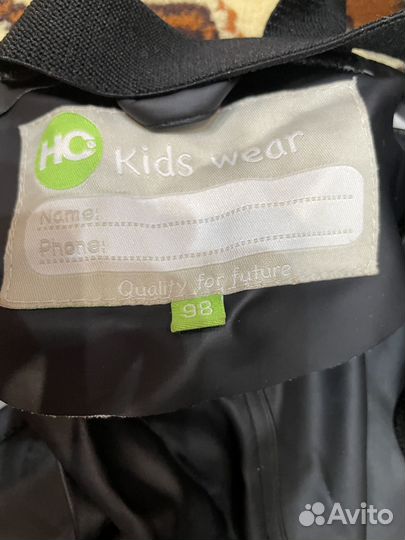 HC
Kids wear
Name:
Phone:
Quality for future
98
Avito